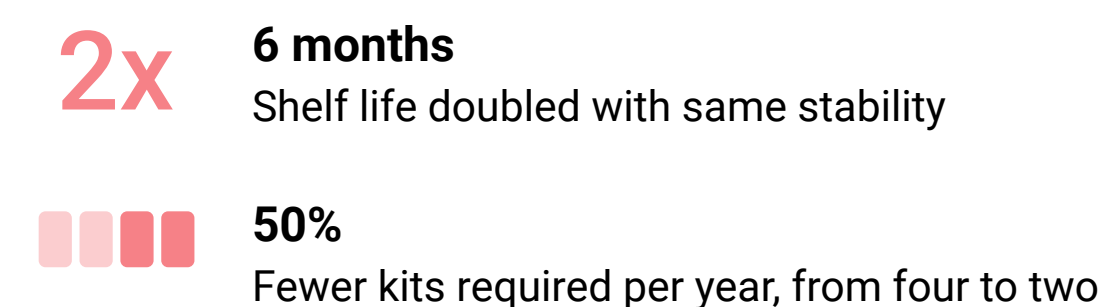 2x
6 months
Shelf life doubled with same stability
50%
Fewer kits required per year, from four to two